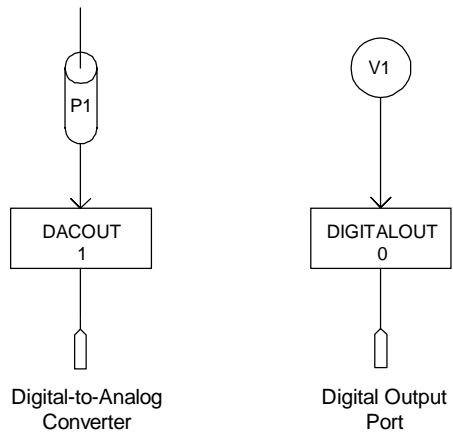 P1
V1
DACOUT
1
DIGITALOUT
0
Digital-to-Analog
Converter
Digital Output
Port